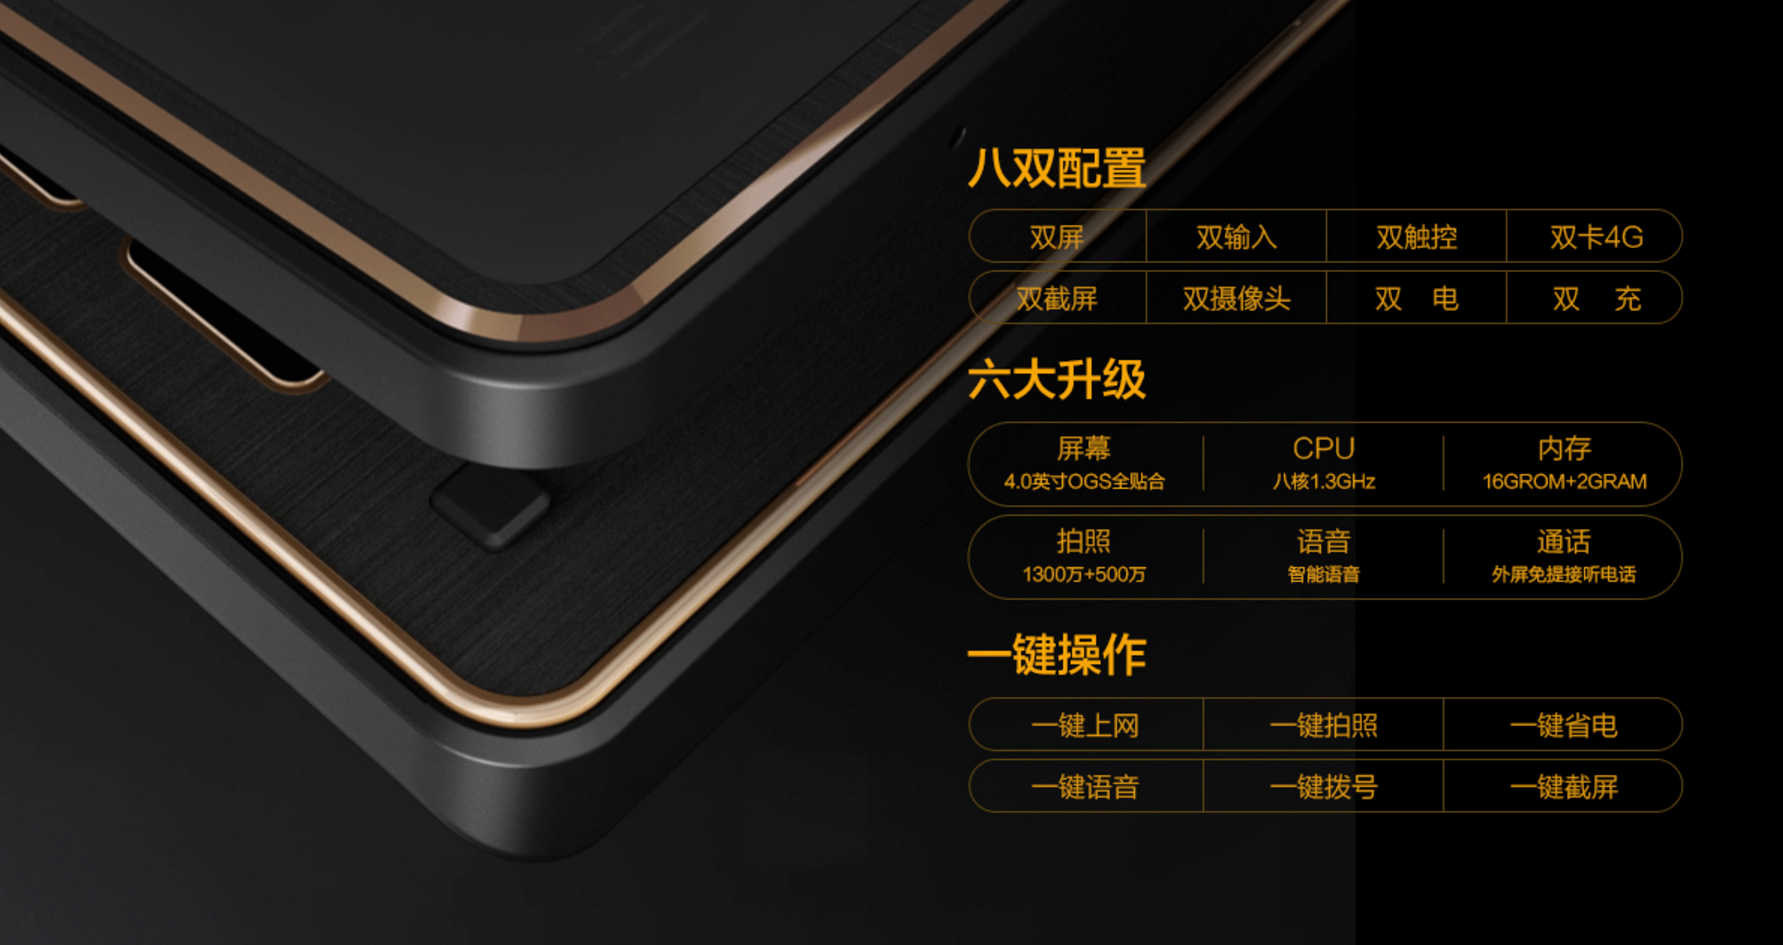 八双配置
双屏 双输入 双触控 双卡4G
双截屏 双摄像头 双 电 双 充
六大升级
屏幕 CPU 内存
4.0英寸OGS全贴合 八核1.3GHz 16GROM+2GRAM
拍照 语音 通话
1300万+500万 智能语音 外屏免提接听电话
一键操作
一键上网 一键拍照 一键省电
一键语音 一键拨号 一键截屏